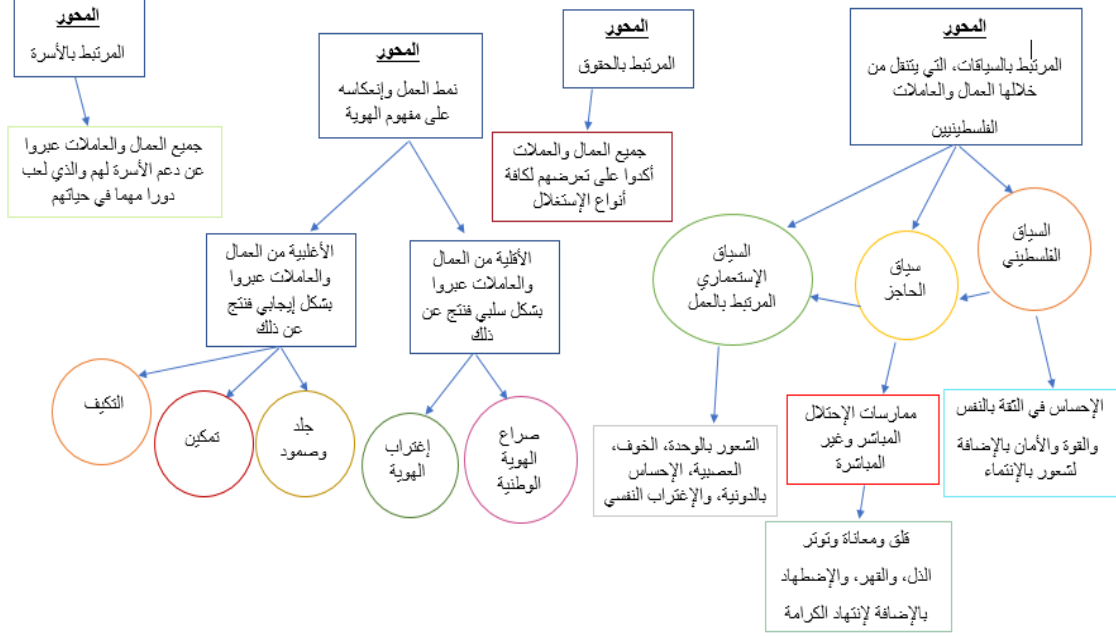 المحور
المرتبط بالسياقات، التي يتنقل من
خلالها العمال والعاملات
الفلسطينيين
السياق
الفلسطيني
سياق
الحاجز
السياق
الإستعماري
المرتبط بالعمل
الإحساس في الثقة بالنفس
والقوة والأمان بالإضافة
لشعور بالإنتماء
ممارسات الإحتلال
المباشر وغير
المباشرة
قلق ومعاناة وتوتر
الذل، والقهر، والإضطهاد
بالإضافة لإنتهاد الكرامة
الشعور بالوحدة، الخوف،
العصبية، الإحساس
بالدونية، والإغتراب النفسي
المحور
المرتبط بالحقوق
جميع العمال والعملات
أكدوا على تعرضهم لكافة
أنواع الإستغلال
المحور
نمط العمل وإنعكاسه
على مفهوم الهوية
الأقلية من العمال
والعاملات عبروا
بشكل سلبي فنتج عن
ذلك
صراع
الهوية
الوطنية
إغتراب
الهوية
الأغلبية من العمال
والعاملات عبروا
بشكل إيجابي فنتج
عن ذلك
جلد
وصمود
تمكين
التكيف
المحور
المرتبط بالأسرة
جميع العمال والعاملات عبروا
عن دعم الأسرة لهم والذي لعب
دورا مهما في حياتهم